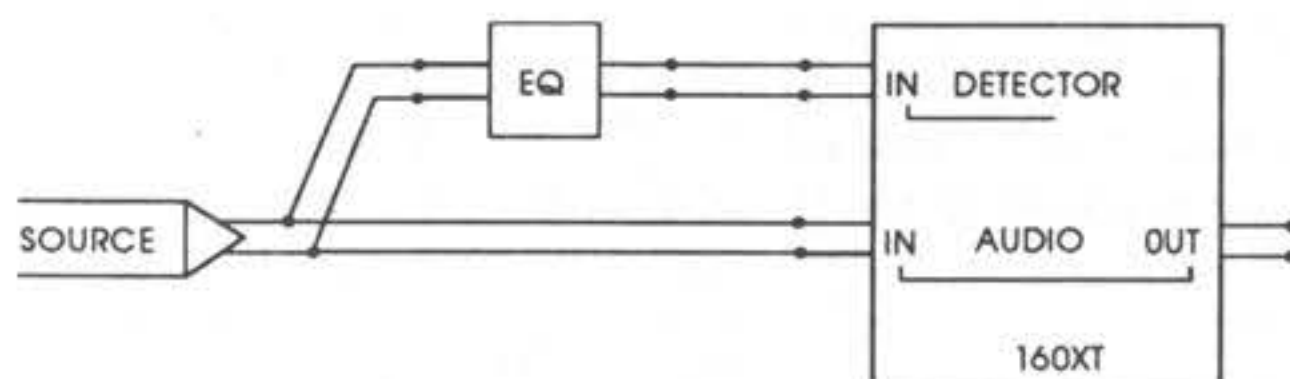 EQ
IN DETECTOR
SOURCE
IN AUDIO OUT
160XT